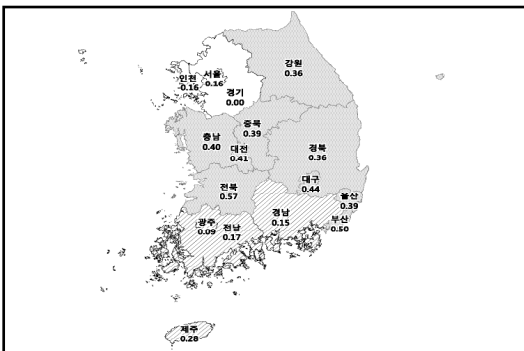 강원
0.36
서울
0.16
인천
0.16
경기
0.00
충북
0.39
충남
0.40
대전
0.41
경북
0.36
대구
0.44
전북
0.57
울산
0.39
경남
0.15
부산
0.50
광주
0.09
전남
0.17
제주
0.28